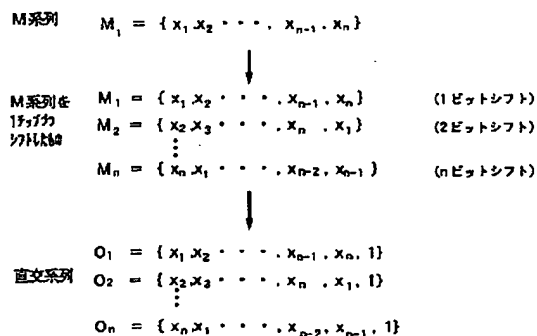 M系列 M₁ = { x₁,x₂ ・ ・ ・ ・, xₙ₋₁, xₙ}
M系列を1チップづつシフトしたもの
M₁ = { x₁,x₂ ・ ・ ・ ・, xₙ₋₁, xₙ} (1ビットシフト)
M₂ = { x₂,x₃ ・ ・ ・ ・, xₙ , x₁} (2ビットシフト)
⋮
Mₙ = { xₙ,x₁ ・ ・ ・ ・, xₙ₋₂, xₙ₋₁ } (nビットシフト)
O₁ = { x₁,x₂ ・ ・ ・ ・, xₙ₋₁, xₙ, 1}
直交系列 O₂ = { x₂,x₃ ・ ・ ・ ・, xₙ , x₁, 1}
⋮
Oₙ = { xₙ,x₁ ・ ・ ・ ・, xₙ₋₂, xₙ₋₁, 1}